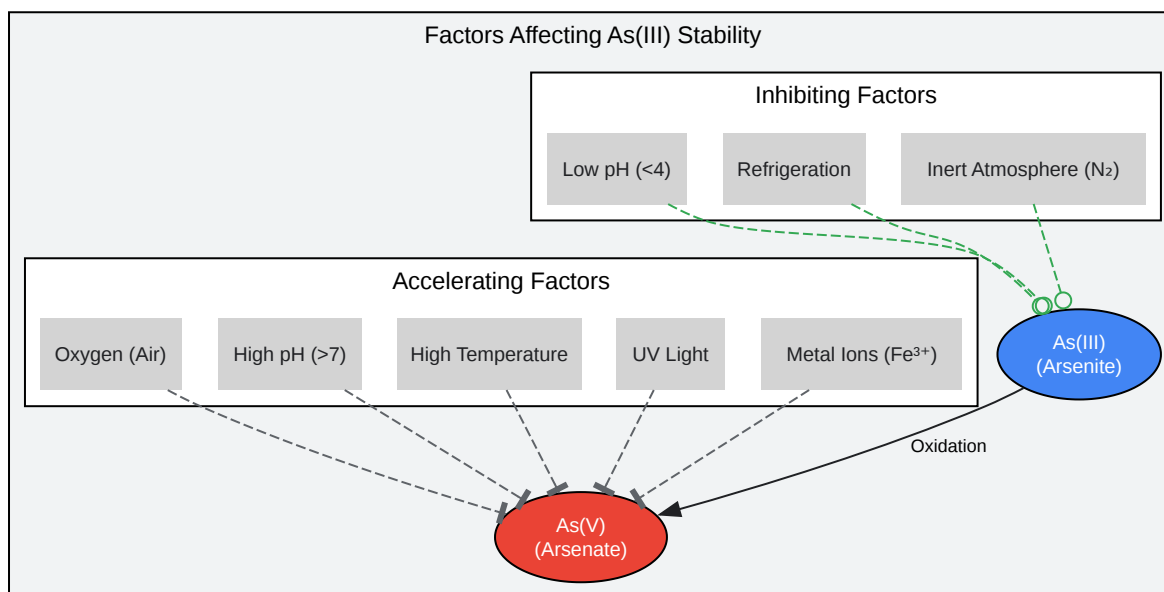 Factors Affecting As(III) Stability
Inhibiting Factors
Low pH (<4)
Refrigeration
Inert Atmosphere (N₂)
Accelerating Factors
Oxygen (Air)
High pH (>7)
High Temperature
UV Light
Metal Ions (Fe³⁺)
As(III)
(Arsenite)
Oxidation
As(V)
(Arsenate)